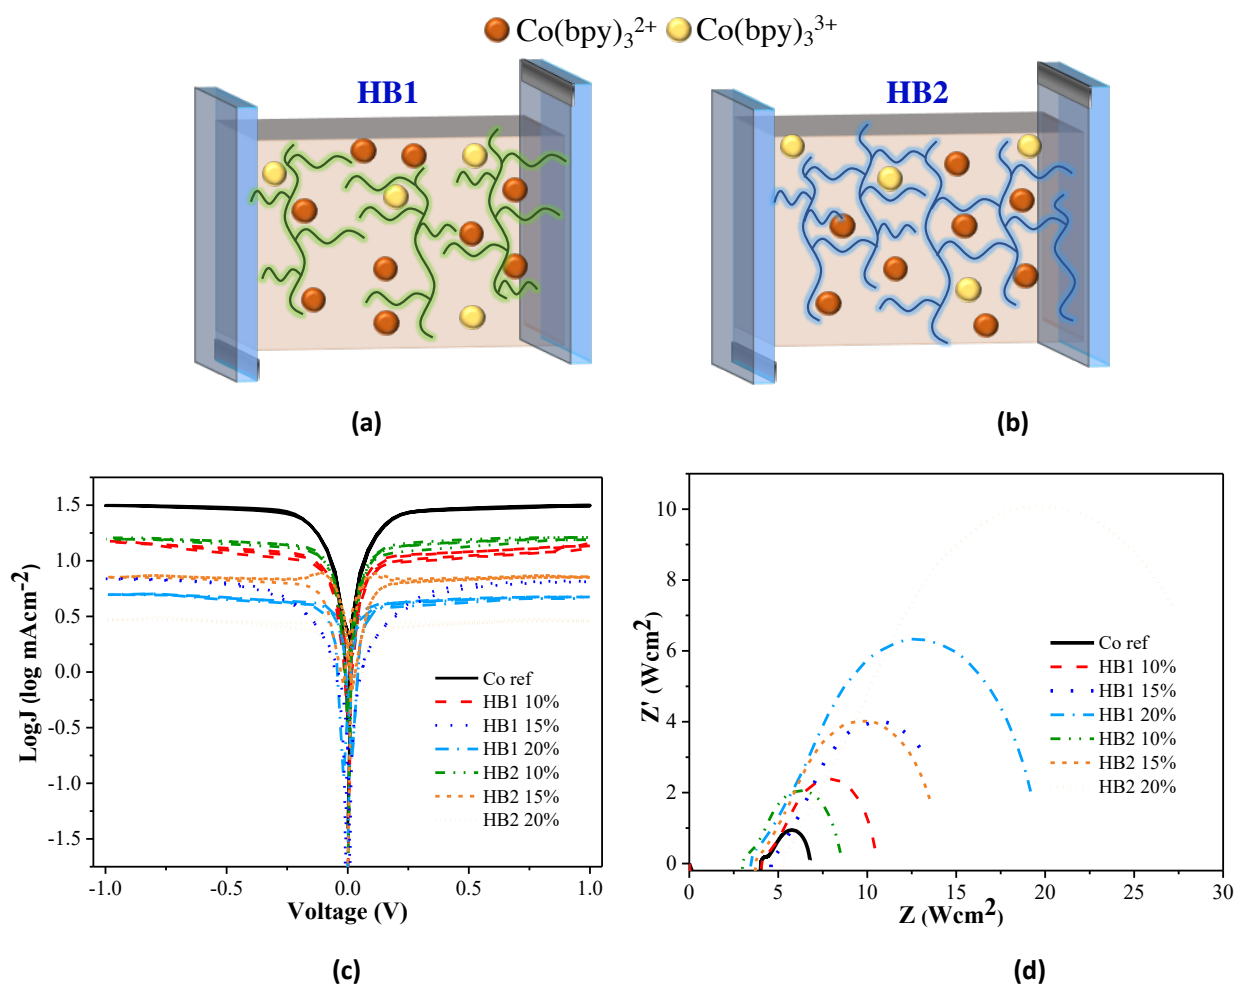 Co(bpy)₃²⁺ Co(bpy)₃³⁺
HB1
HB2
(a)
(b)
LogJ (log mAcm⁻²)
1.5
1.0
0.5
0.0
-0.5
-1.0
-1.5
Co ref
HB1 10%
HB1 15%
HB1 20%
HB2 10%
HB2 15%
HB2 20%
-1.0 -0.5 0.0 0.5 1.0
Voltage (V)
(c)
Z' (Wcm²)
10
8
6
4
2
0
Co ref
HB1 10%
HB1 15%
HB1 20%
HB2 10%
HB2 15%
HB2 20%
0 5 10 15 20 25 30
Z (Wcm²)
(d)